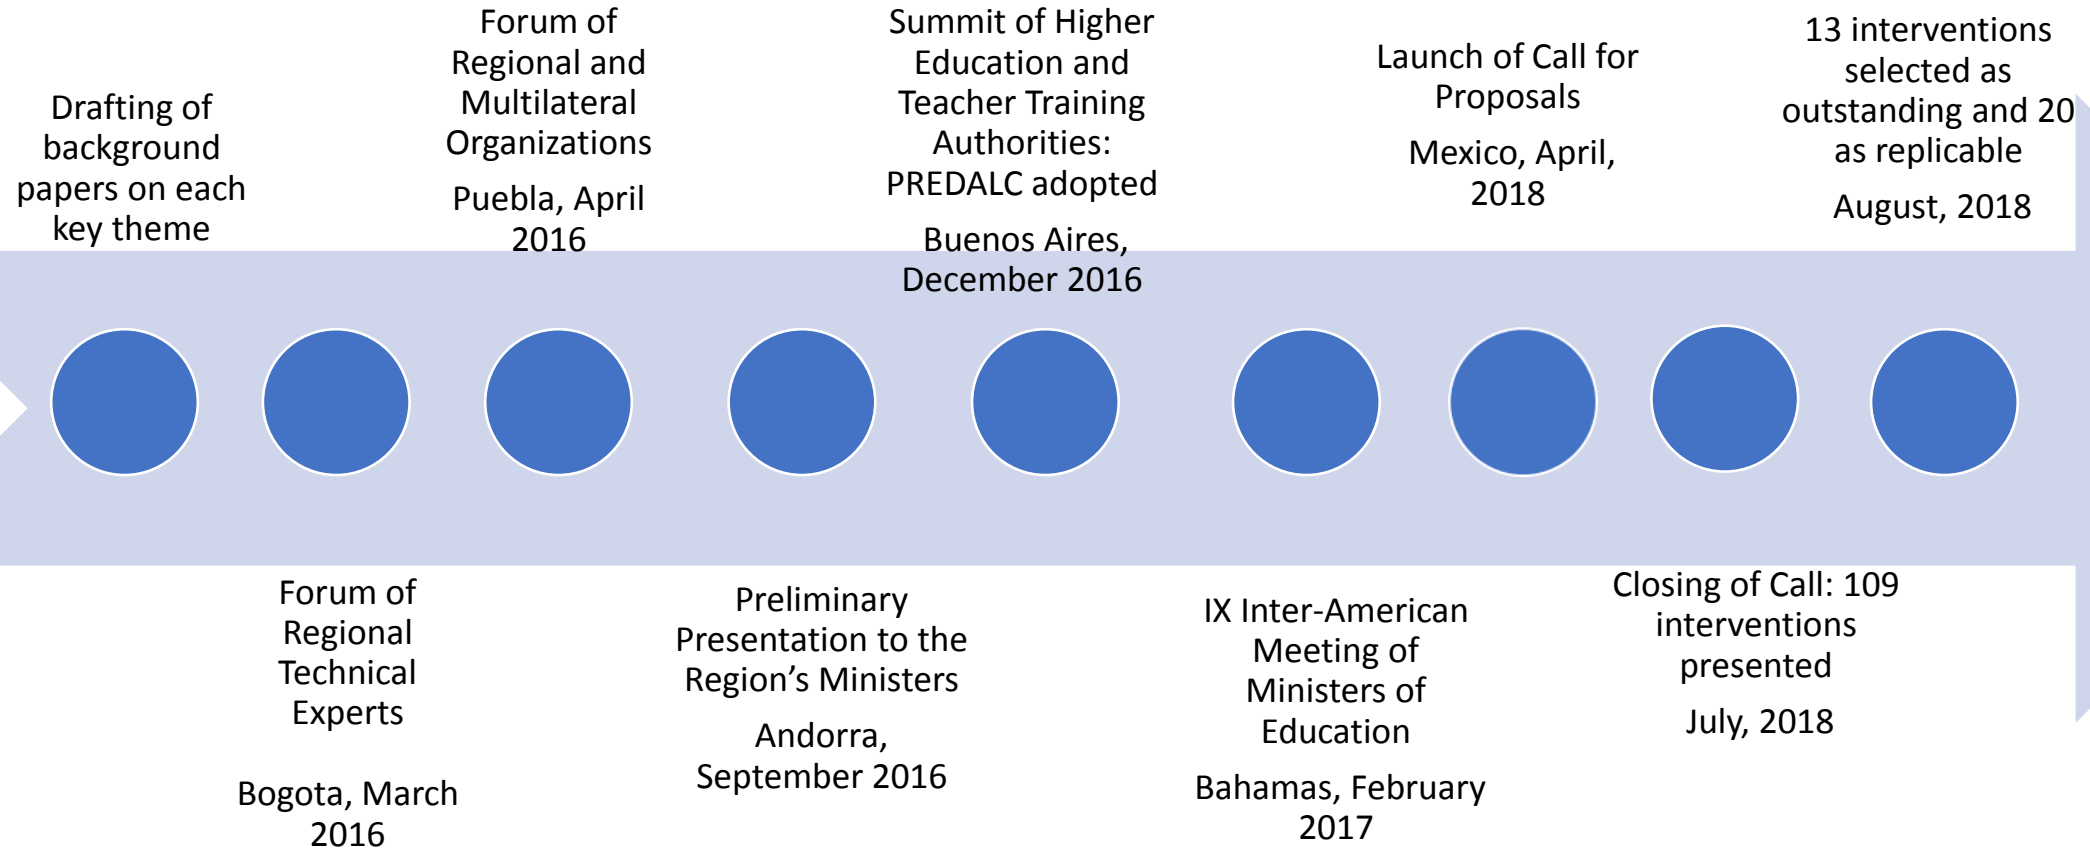 Drafting of
background
papers on each
key theme
Forum of
Regional
Technical
Experts
Bogota, March
2016
Forum of
Regional and
Multilateral
Organizations
Puebla, April
2016
Preliminary
Presentation to the
Region’s Ministers
Andorra,
September 2016
Summit of Higher
Education and
Teacher Training
Authorities:
PREDALC adopted
Buenos Aires,
December 2016
IX Inter-American
Meeting of
Ministers of
Education
Bahamas, February
2017
Launch of Call for
Proposals
Mexico, April,
2018
Closing of Call: 109
interventions
presented
July, 2018
13 interventions
selected as
outstanding and 20
as replicable
August, 2018